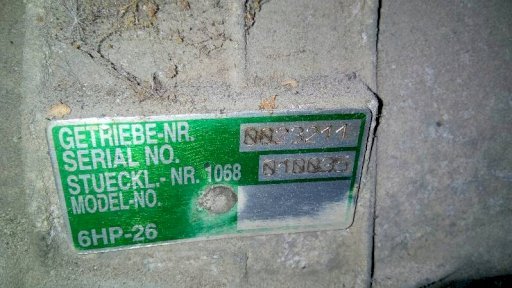 GETRIEBE-NR.
SERIAL NO.
STUECKL.- NR. 1068
MODEL-NO.
6HP-26